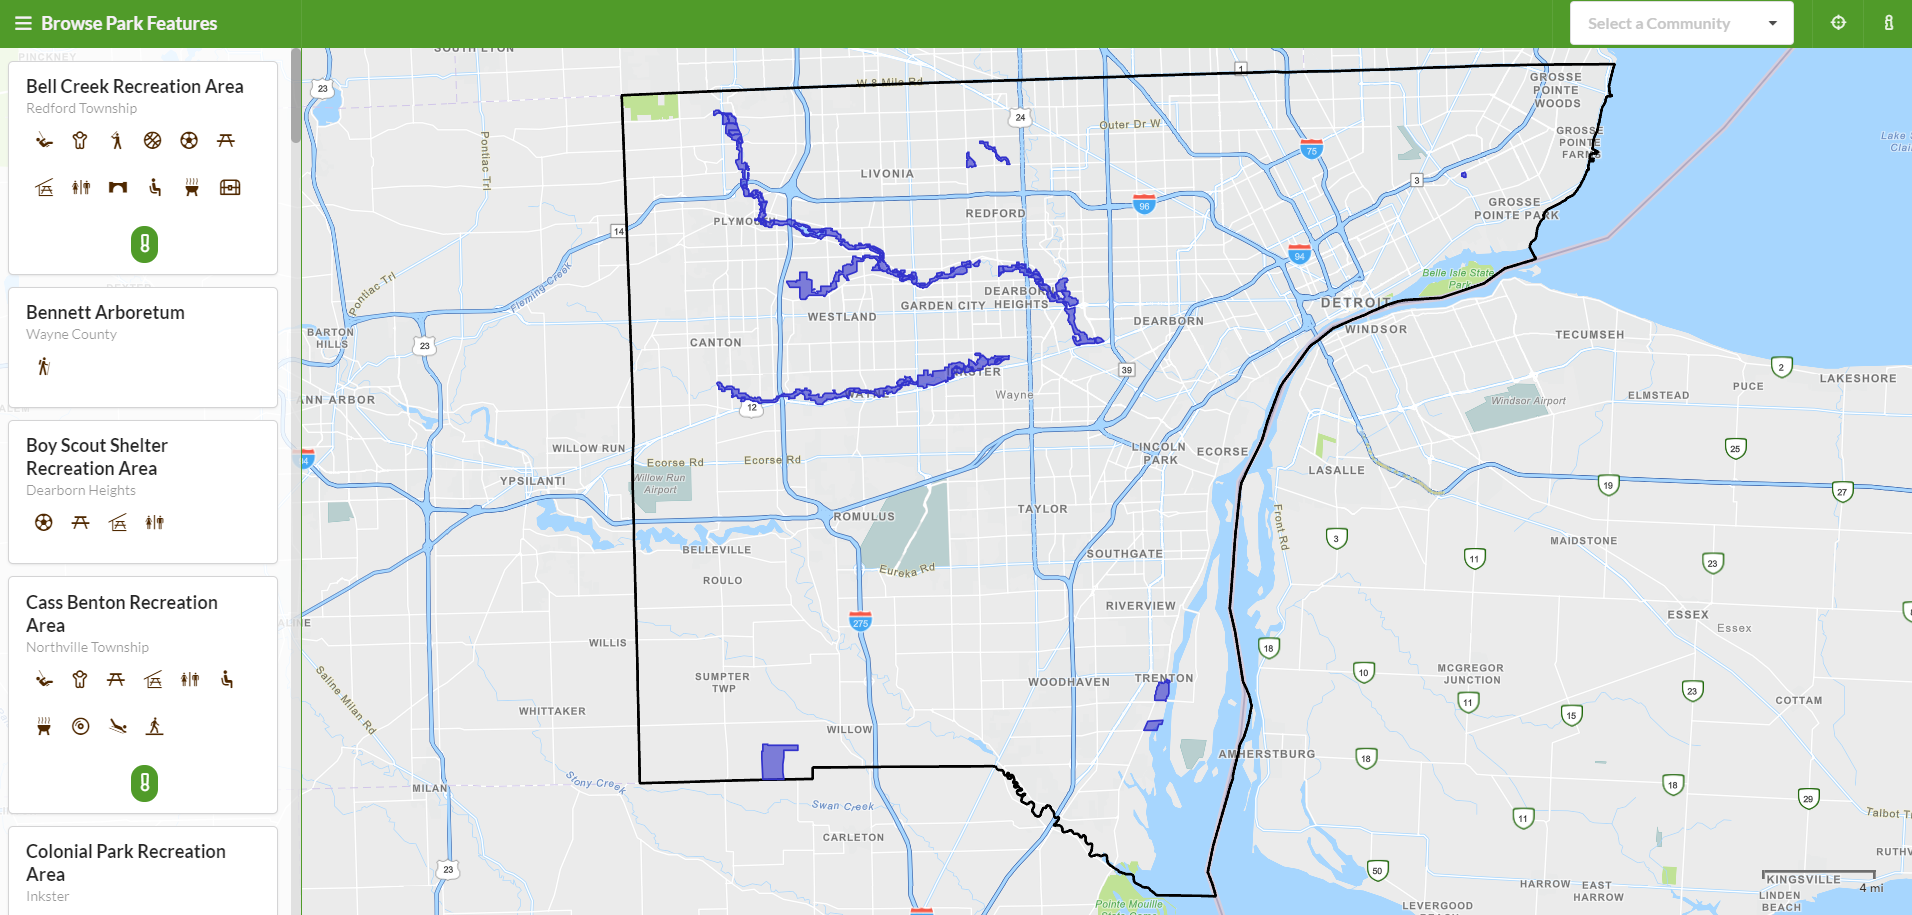 Browse Park Features
Select a Community
PINCKNEY
Bell Creek Recreation Area
Redford Township
Bennett Arboretum
Wayne County
Boy Scout Shelter
Recreation Area
Dearborn Heights
Cass Benton Recreation
Area
Northville Township
Colonial Park Recreation
Area
Inkster
SOUTH LYON
W 8 Mile Rd
1
GROSSE
POINTE
WOODS
23
24
Outer Dr W
75
GROSSE
POINTE
FARMS
Lake
Pontiac Trl
LIVONIA
3
96
GROSSE
POINTE PARK
REDFORD
PLYMOUTH
14
94
Pontiac Trl
Fleming Creek
Belle Isle State
Park
DEARBORN
HEIGHTS
GARDEN CITY
DETROIT
WESTLAND
DEARBORN
WINDSOR
TECUMSEH
BARTON
HILLS
23
CANTON
39
2
PUCE
LAKESHORE
ELMSTEAD
Wayne
Windsor Airport
ANN ARBOR
12
WAYNE
WILLOW RUN
LINCOLN
PARK
ECORSE
25
Ecorse Rd
Ecorse Rd
LASALLE
Willow Run
Airport
YPSILANTI
19
27
ROMULUS
TAYLOR
Front Rd
3
MAIDSTONE
BELLEVILLE
SOUTHGATE
11
23
Eureka Rd
ROULO
RIVERVIEW
275
ESSEX
Essex
WILLIS
18
MCGREGOR
JUNCTION
10
SUMPTER
TWP
WOODHAVEN
TRENTON
23
COTTAM
11
15
Saline Milan Rd
WHITTAKER
WILLOW
AMHERSTBURG
18
Stony Creek
MILAN
18
29
Swan Creek
11
Talbot
CARLETON
23
50
KINGSVILLE
4 mi
HARROW
EAST
HARROW
LINDEN
BEACH
Pointe Mouille
LEVERGOOD